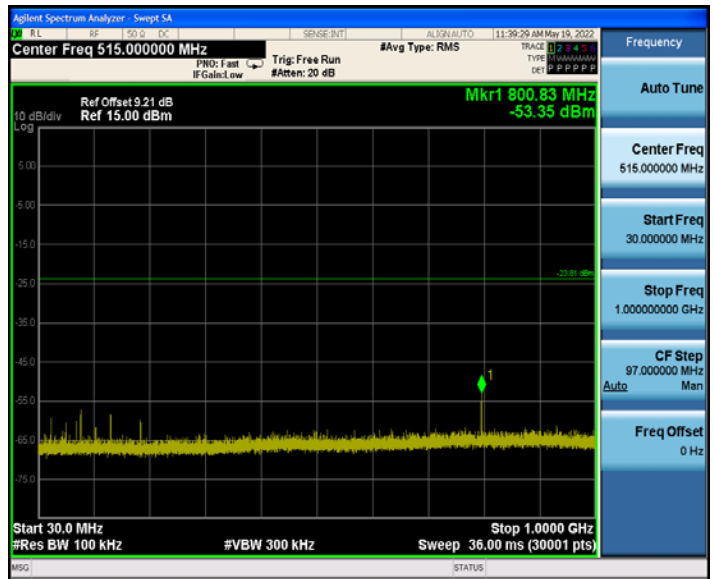 Agilent Spectrum Analyzer - Swept SA
RL RF 50 Ω DC SENSE:INT ALIGNAUTO 11:39:29 AM May 19, 2022
Center Freq 515.000000 MHz
#Avg Type: RMS
TRACE 1 2 3 4 5 6
PNO: Fast
Trig: Free Run
TYPE MWWWWW
IFGain:Low
#Atten: 20 dB
DET P P P P P P
Mkr1 800.83 MHz
-53.35 dBm
Ref Offset 9.21 dB
10 dB/div Ref 15.00 dBm
Log
5.00
-5.00
-15.0
-23.81 dBm
-25.0
-35.0
-45.0
1
-55.0
-65.0
-75.0
Start 30.0 MHz
Stop 1.0000 GHz
#Res BW 100 kHz
#VBW 300 kHz
Sweep 36.00 ms (30001 pts)
MSG
STATUS
Frequency
Auto Tune
Center Freq
515.000000 MHz
Start Freq
30.000000 MHz
Stop Freq
1.000000000 GHz
CF Step
97.000000 MHz
Auto Man
Freq Offset
0 Hz